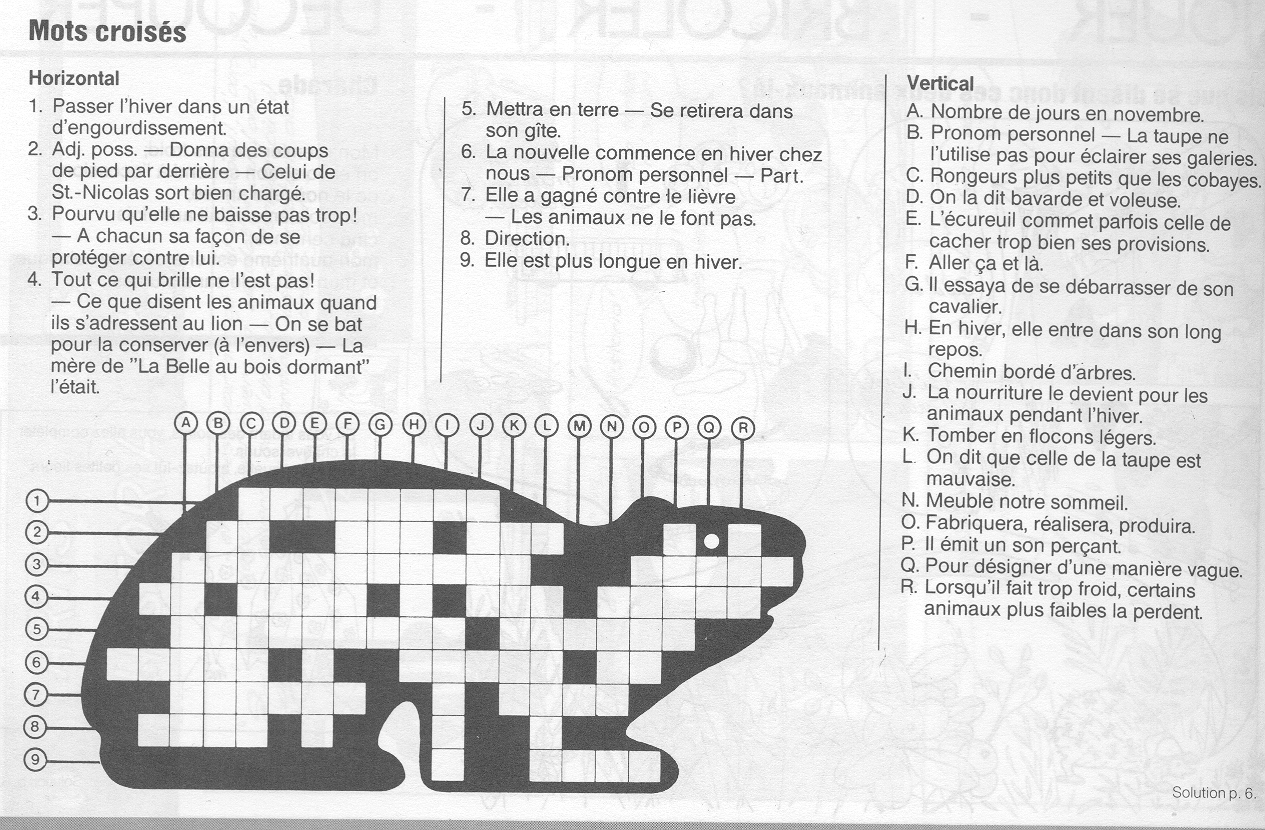 Mots croisés
Horizontal
1. Passer l'hiver dans un état
d'engourdissement.
2. Adj. poss. — Donna des coups
de pied par derrière — Celui de
St.-Nicolas sort bien chargé.
3. Pourvu qu'elle ne baisse pas trop!
— A chacun sa façon de se
protéger contre lui.
4. Tout ce qui brille ne l'est pas!
— Ce que disent les animaux quand
ils s'adressent au lion — On se bat
pour la conserver (à l'envers) — La
mère de "La Belle au bois dormant"
l'était.
5. Mettra en terre — Se retirera dans
son gîte.
6. La nouvelle commence en hiver chez
nous — Pronom personnel — Part.
7. Elle a gagné contre le lièvre
— Les animaux ne le font pas.
8. Direction.
9. Elle est plus longue en hiver.
Vertical
A. Nombre de jours en novembre.
B. Pronom personnel — La taupe ne
l'utilise pas pour éclairer ses galeries.
C. Rongeurs plus petits que les cobayes.
D. On la dit bavarde et voleuse.
E. L'écureuil commet parfois celle de
cacher trop bien ses provisions.
F. Aller ça et là.
G. Il essaya de se débarrasser de son
cavalier.
H. En hiver, elle entre dans son long
repos.
I. Chemin bordé d'arbres.
J. La nourriture le devient pour les
animaux pendant l'hiver.
K. Tomber en flocons légers.
L. On dit que celle de la taupe est
mauvaise.
N. Meuble notre sommeil.
O. Fabriquera, réalisera, produira.
P. Il émit un son perçant.
Q. Pour désigner d'une manière vague.
R. Lorsqu'il fait trop froid, certains
animaux plus faibles la perdent.
A B C D E F G H I J K L M N O P Q R
1
2
3
4
5
6
7
8
9
Solution p. 6.